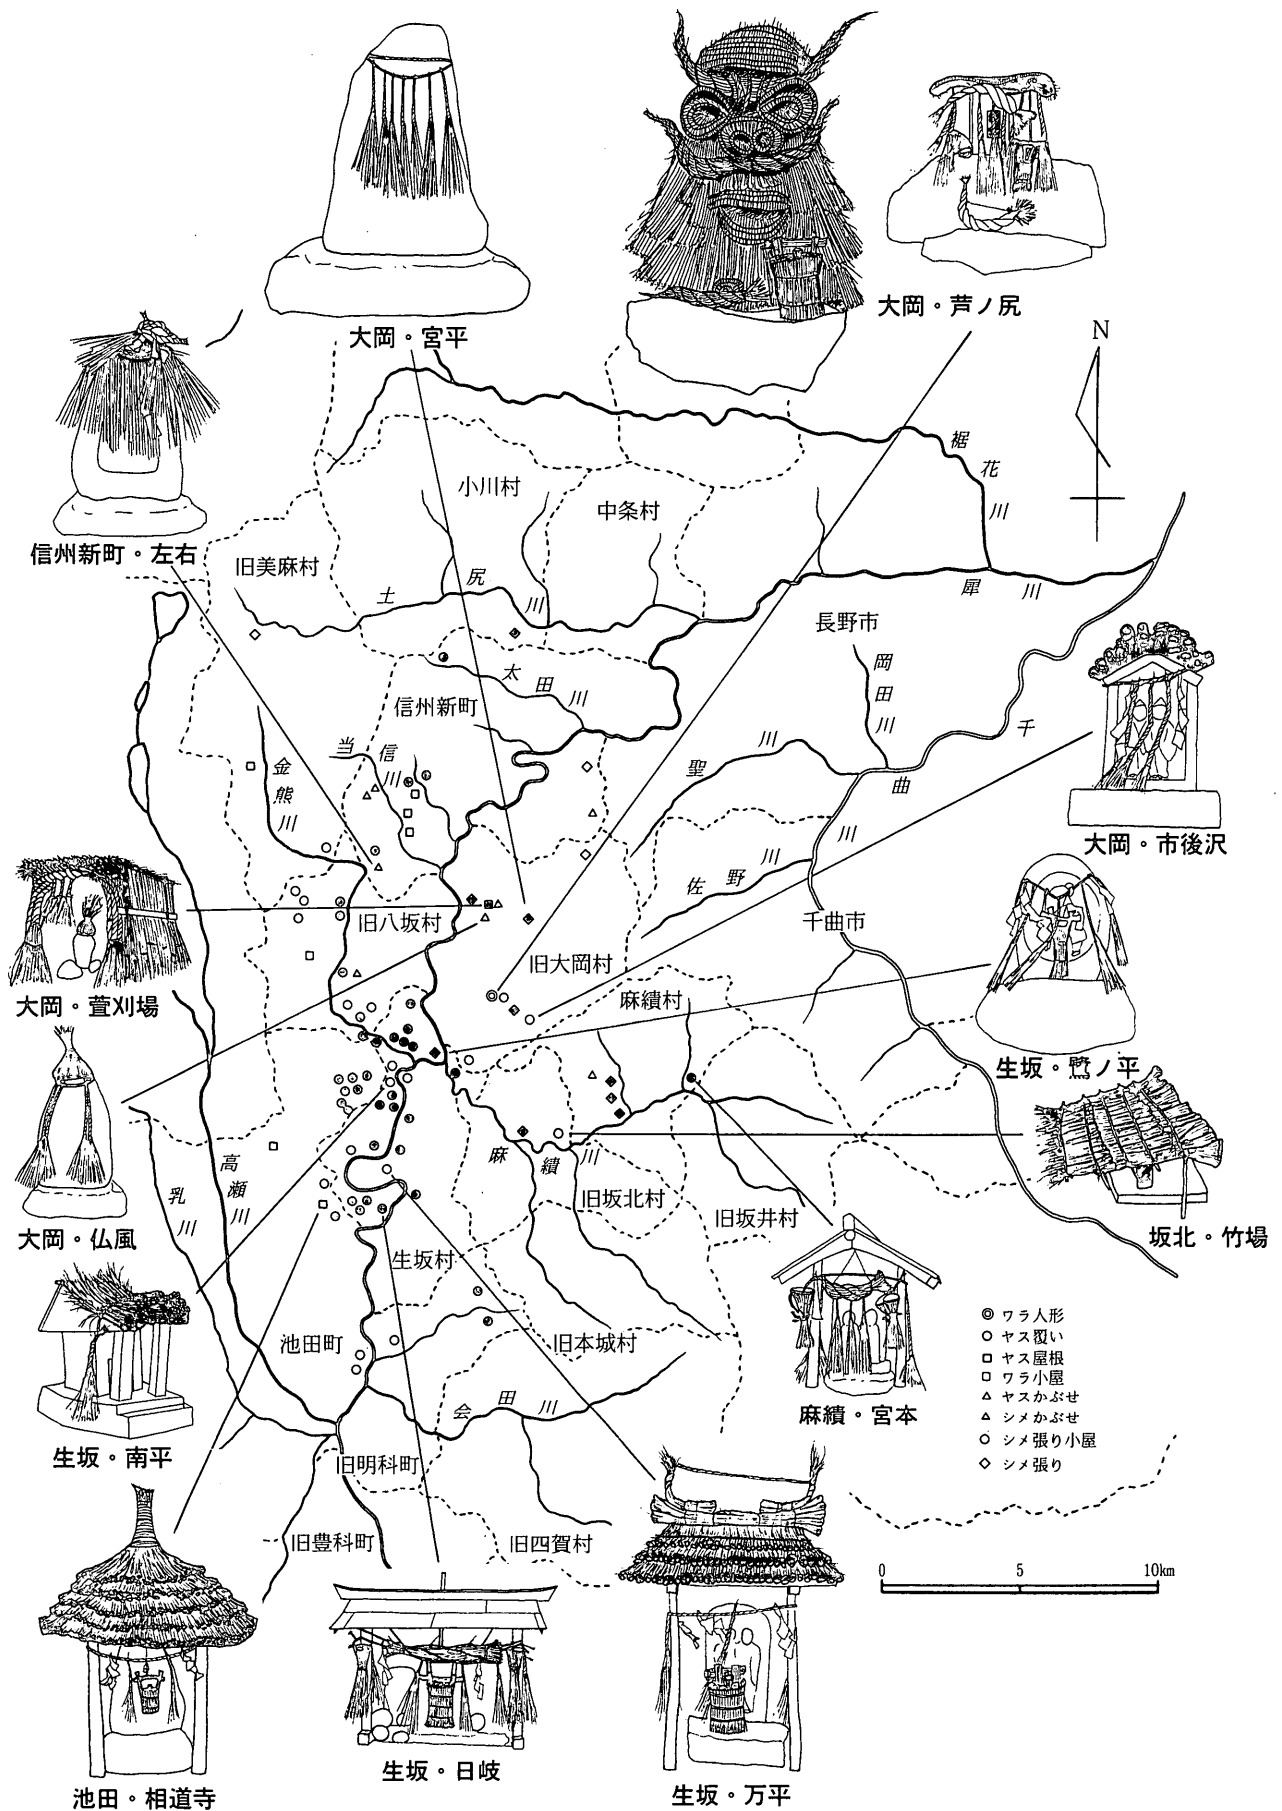 大岡・宮平
大岡・芦ノ尻
N
信州新町・左右
裾花川
小川村
中条村
旧美麻村
土尻川
犀川
長野市
岡田川
太田川
信州新町
千曲川
当信川
金熊川
聖川
大岡・市後沢
佐野川
旧八坂村
千曲市
大岡・萱刈場
旧大岡村
麻績村
生坂・鷺ノ平
大岡・仏風
高瀬川
乳川
麻績川
旧坂北村
旧坂井村
坂北・竹場
生坂村
池田町
旧本城村
会田川
生坂・南平
麻績・宮本
ワラ人形
ヤス覆い
ヤス屋根
ワラ小屋
ヤスかぶせ
シメかぶせ
シメ張り小屋
シメ張り
旧明科町
旧豊科町
旧四賀村
0 5 10km
池田・相道寺
生坂・日岐
生坂・万平